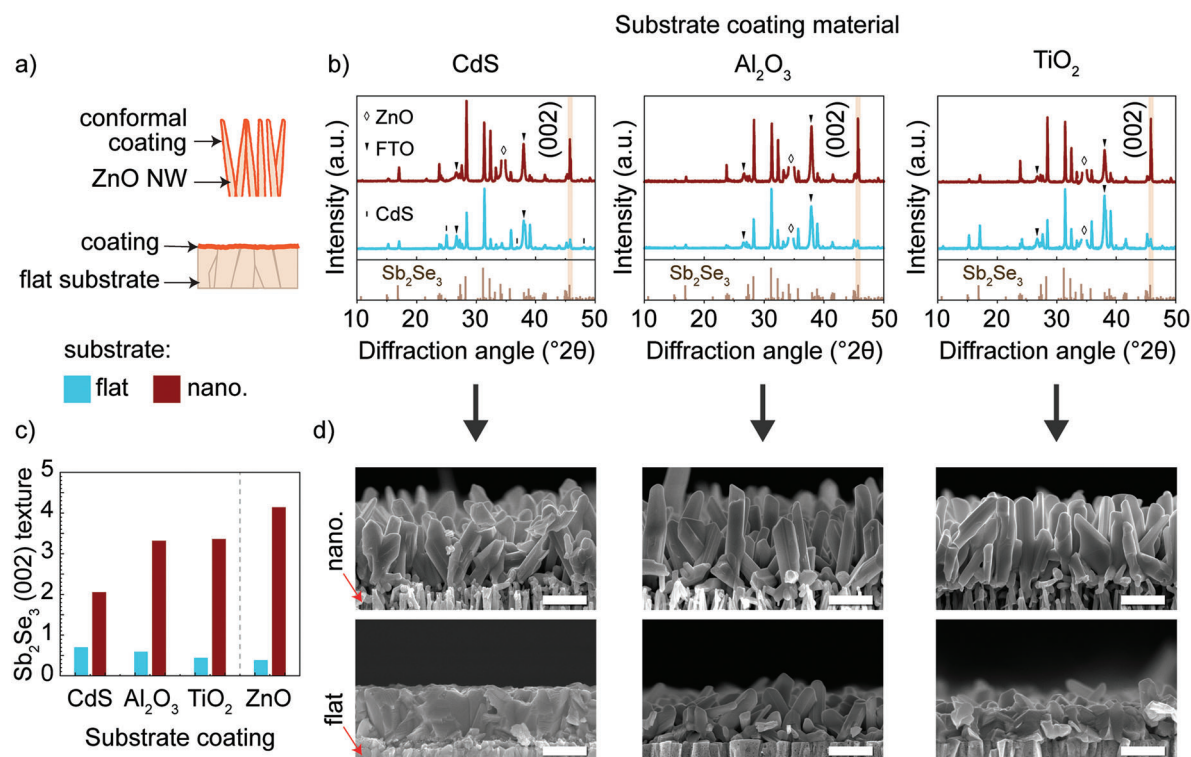 Substrate coating material
a)
conformal
coating
ZnO NW
coating
flat substrate
substrate:
flat
nano.
b)
CdS
Al₂O₃
TiO₂
Intensity (a.u.)
◊ ZnO
FTO
CdS
(002)
Sb₂Se₃
10 20 30 40 50
Diffraction angle (°2θ)
Intensity (a.u.)
(002)
Sb₂Se₃
10 20 30 40 50
Diffraction angle (°2θ)
Intensity (a.u.)
(002)
Sb₂Se₃
10 20 30 40 50
Diffraction angle (°2θ)
c)
Sb₂Se₃ (002) texture
5
4
3
2
1
0
CdS Al₂O₃ TiO₂ ZnO
Substrate coating
d)
nano.
flat